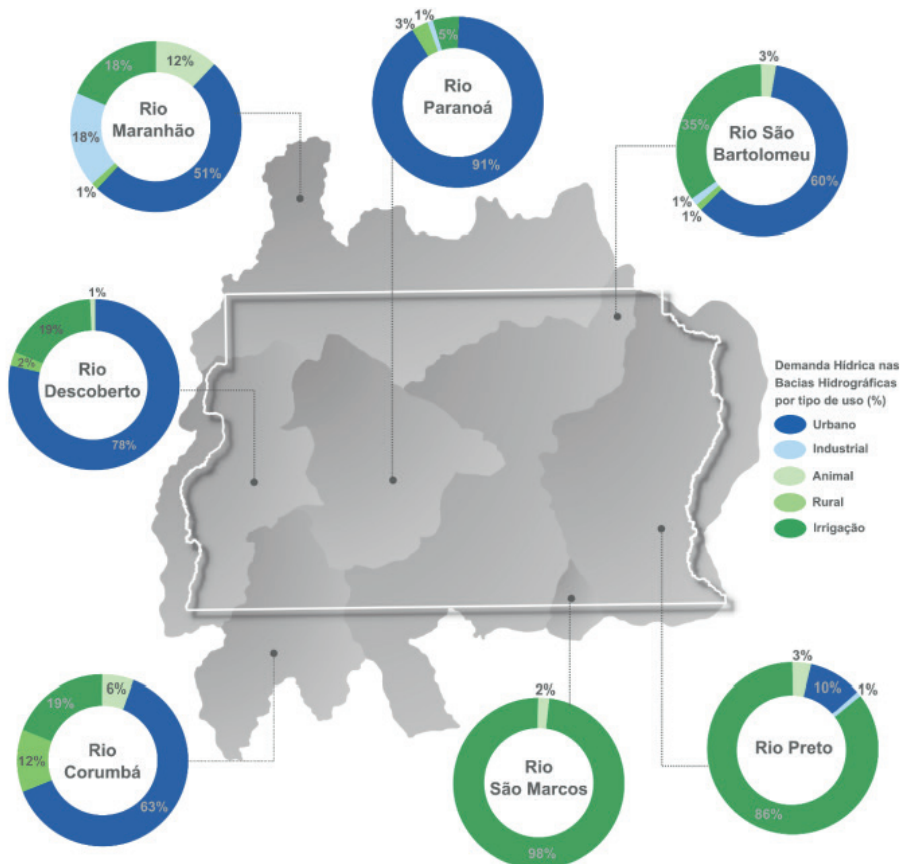 12%
51%
1%
18%
18%
Rio
Maranhão
3%
1%
5%
91%
Rio
Paranoá
3%
60%
1%
1%
35%
Rio São
Bartolomeu
1%
78%
2%
19%
Rio
Descoberto
Demanda Hídrica nas
Bacias Hidrográficas
por tipo de uso (%)
Urbano
Industrial
Animal
Rural
Irrigação
6%
63%
12%
19%
Rio
Corumbá
2%
98%
Rio
São Marcos
3%
10%
1%
86%
Rio Preto